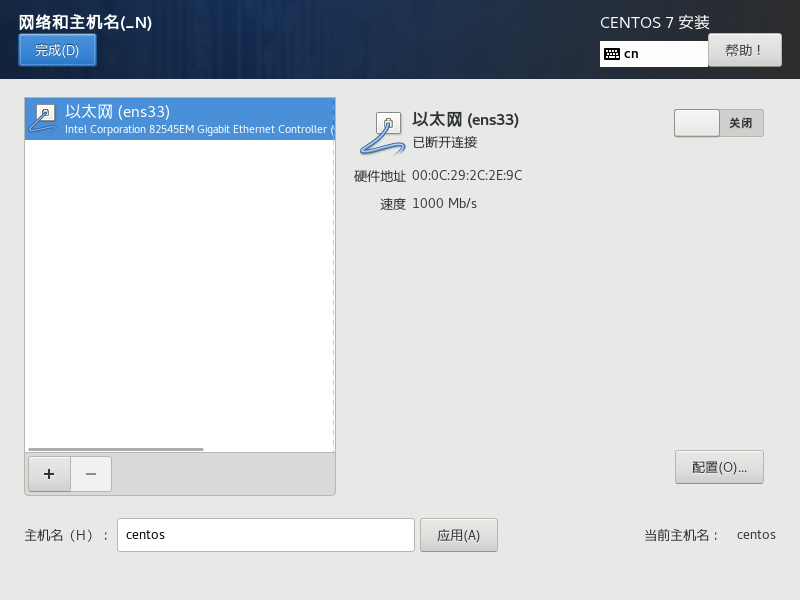 网络和主机名(_N)
CENTOS 7 安装
完成(D)
cn
帮助！
以太网 (ens33)
Intel Corporation 82545EM Gigabit Ethernet Controller (
以太网 (ens33)
已断开连接
关闭
硬件地址 00:0C:29:2C:2E:9C
速度 1000 Mb/s
+ −
配置(O)...
主机名（H）： centos 应用(A) 当前主机名： centos